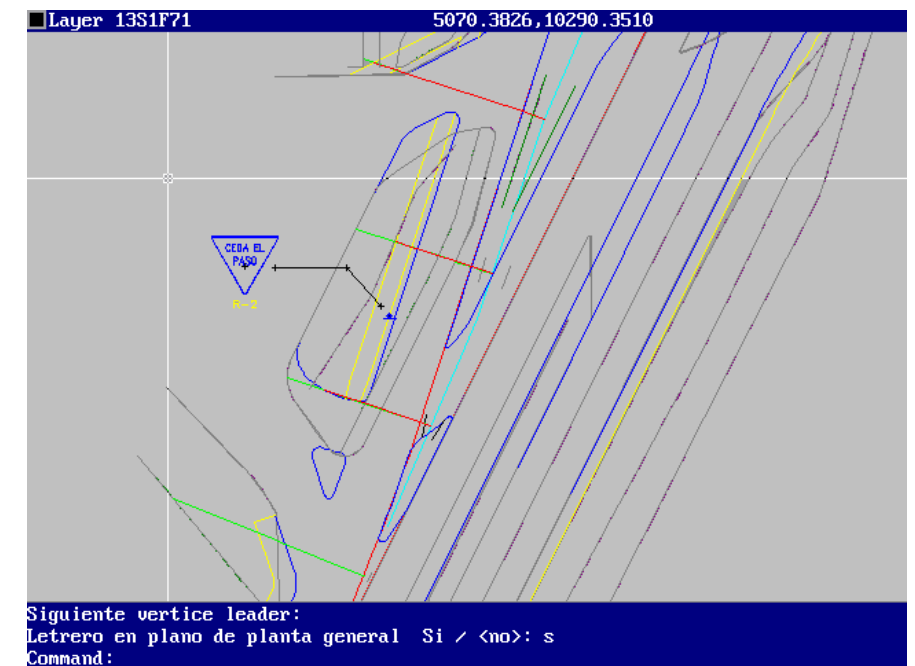 Layer 13S1F71 5070.3826,10290.3510
CEDA EL
PASO
R-2
Siguiente vertice leader:
Letrero en plano de planta general Si / <no>: s
Command: